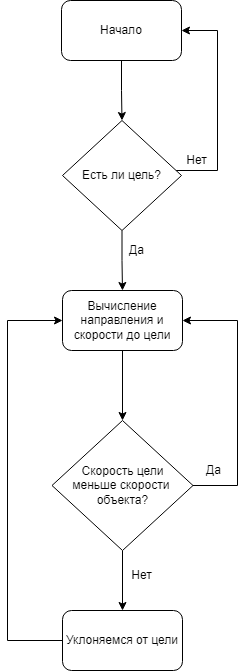 Начало
Есть ли цель?
Нет
Да
Вычисление
направления и
скорости до цели
Скорость цели
меньше скорости
объекта?
Да
Нет
Уклоняемся от цели